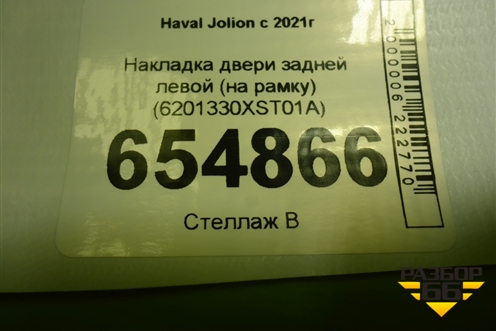 Haval Jolion с 2021г
Накладка двери задней
левой (на рамку)
(6201330XST01A)
654866
Стеллаж В
2000006222770
РАЗБОР
66